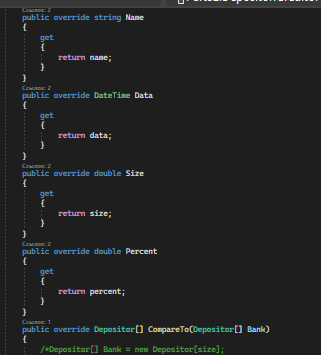 Ссылок: 2
public override string Name
{
get
{
return name;
}
}
Ссылок: 2
public override DateTime Data
{
get
{
return data;
}
}
Ссылок: 2
public override double Size
{
get
{
return size;
}
}
Ссылок: 2
public override double Percent
{
get
{
return percent;
}
}
Ссылок: 1
public override Depositor[] CompareTo(Depositor[] Bank)
{
/*Depositor[] Bank = new Depositor[size];